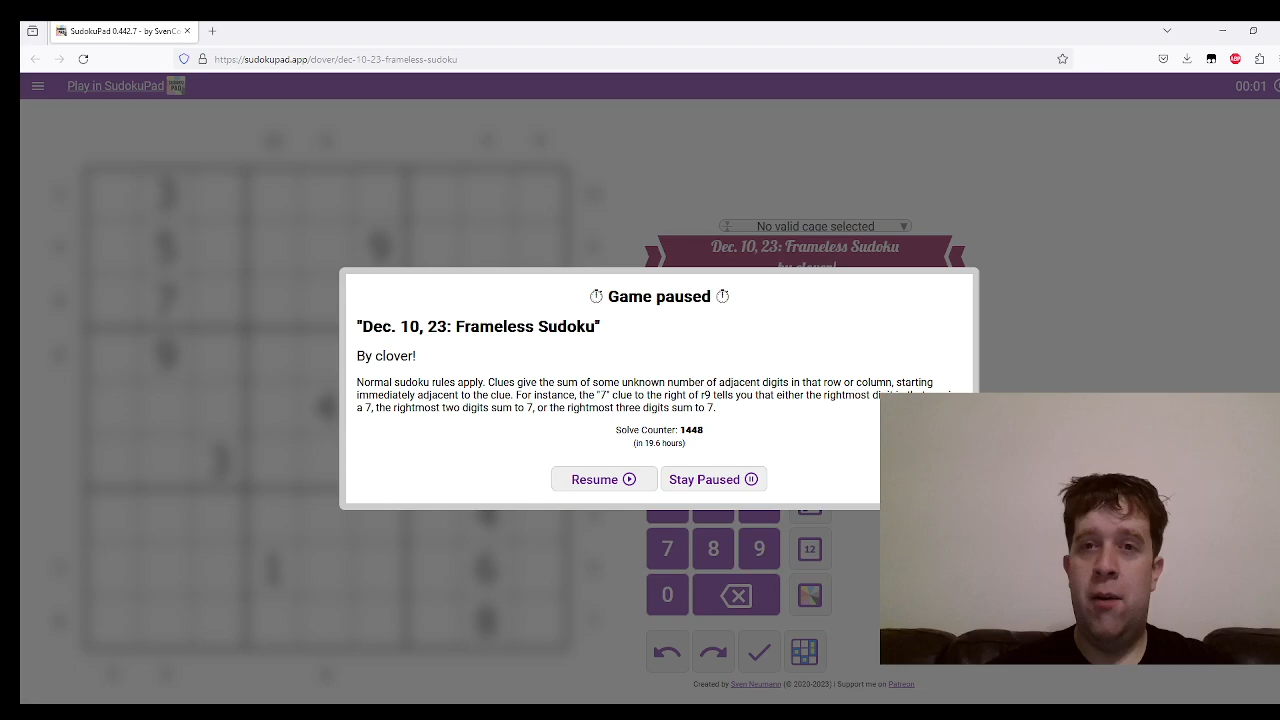 SudokuPad 0.442.7 - by SvenCo
https://sudokupad.app/dover/dec-10-23-frameless-sudoku
Play in SudokuPad
00:01
No valid cage selected
Dec. 10, 23: Frameless Sudoku
by clover!
Game paused
"Dec. 10, 23: Frameless Sudoku"
By clover!
Normal sudoku rules apply. Clues give the sum of some unknown number of adjacent digits in that row or column, starting
immediately adjacent to the clue. For instance, the "7" clue to the right of r9 tells you that either the rightmost
a 7, the rightmost two digits sum to 7, or the rightmost three digits sum to 7.
Solve Counter: 1448
(in 19.6 hours)
Resume
Stay Paused
7 8 9
12
0
Created by Sven Neumann (© 2020-2023) | Support me on Patreon